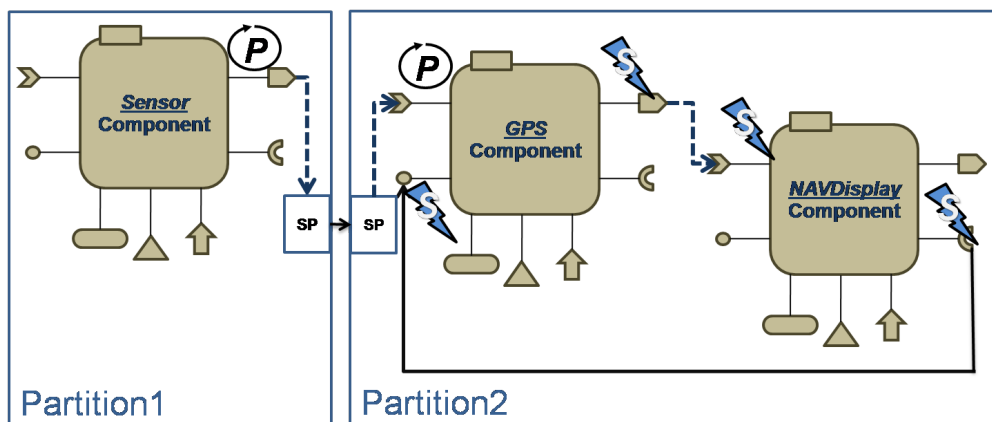 P
Sensor
Component
SP
Partition1
P
S
GPS
Component
S
SP
S
NAVDisplay
Component
S
Partition2